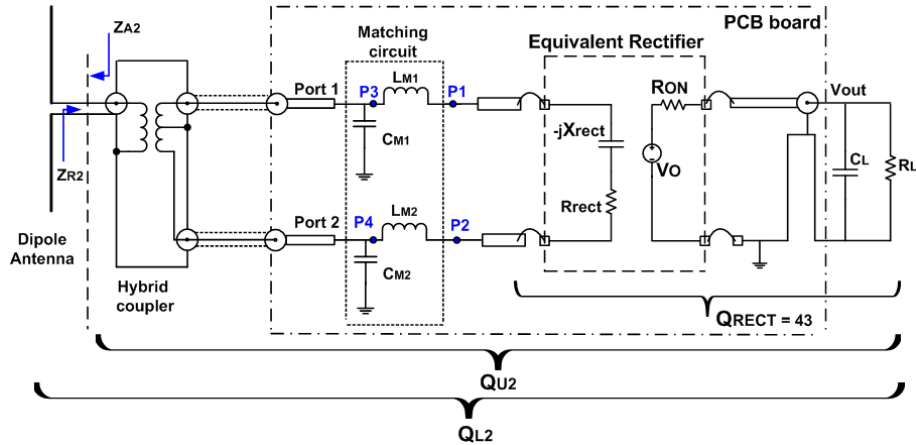 ZA2
PCB board
Matching
circuit
Equivalent Rectifier
Port 1
P3
LM1
P1
RON
Vout
CM1
-jXrect
ZR2
VO
CL
RL
Port 2
P4
LM2
P2
Rrect
Dipole
Antenna
CM2
Hybrid
coupler
QRECT = 43
QU2
QL2